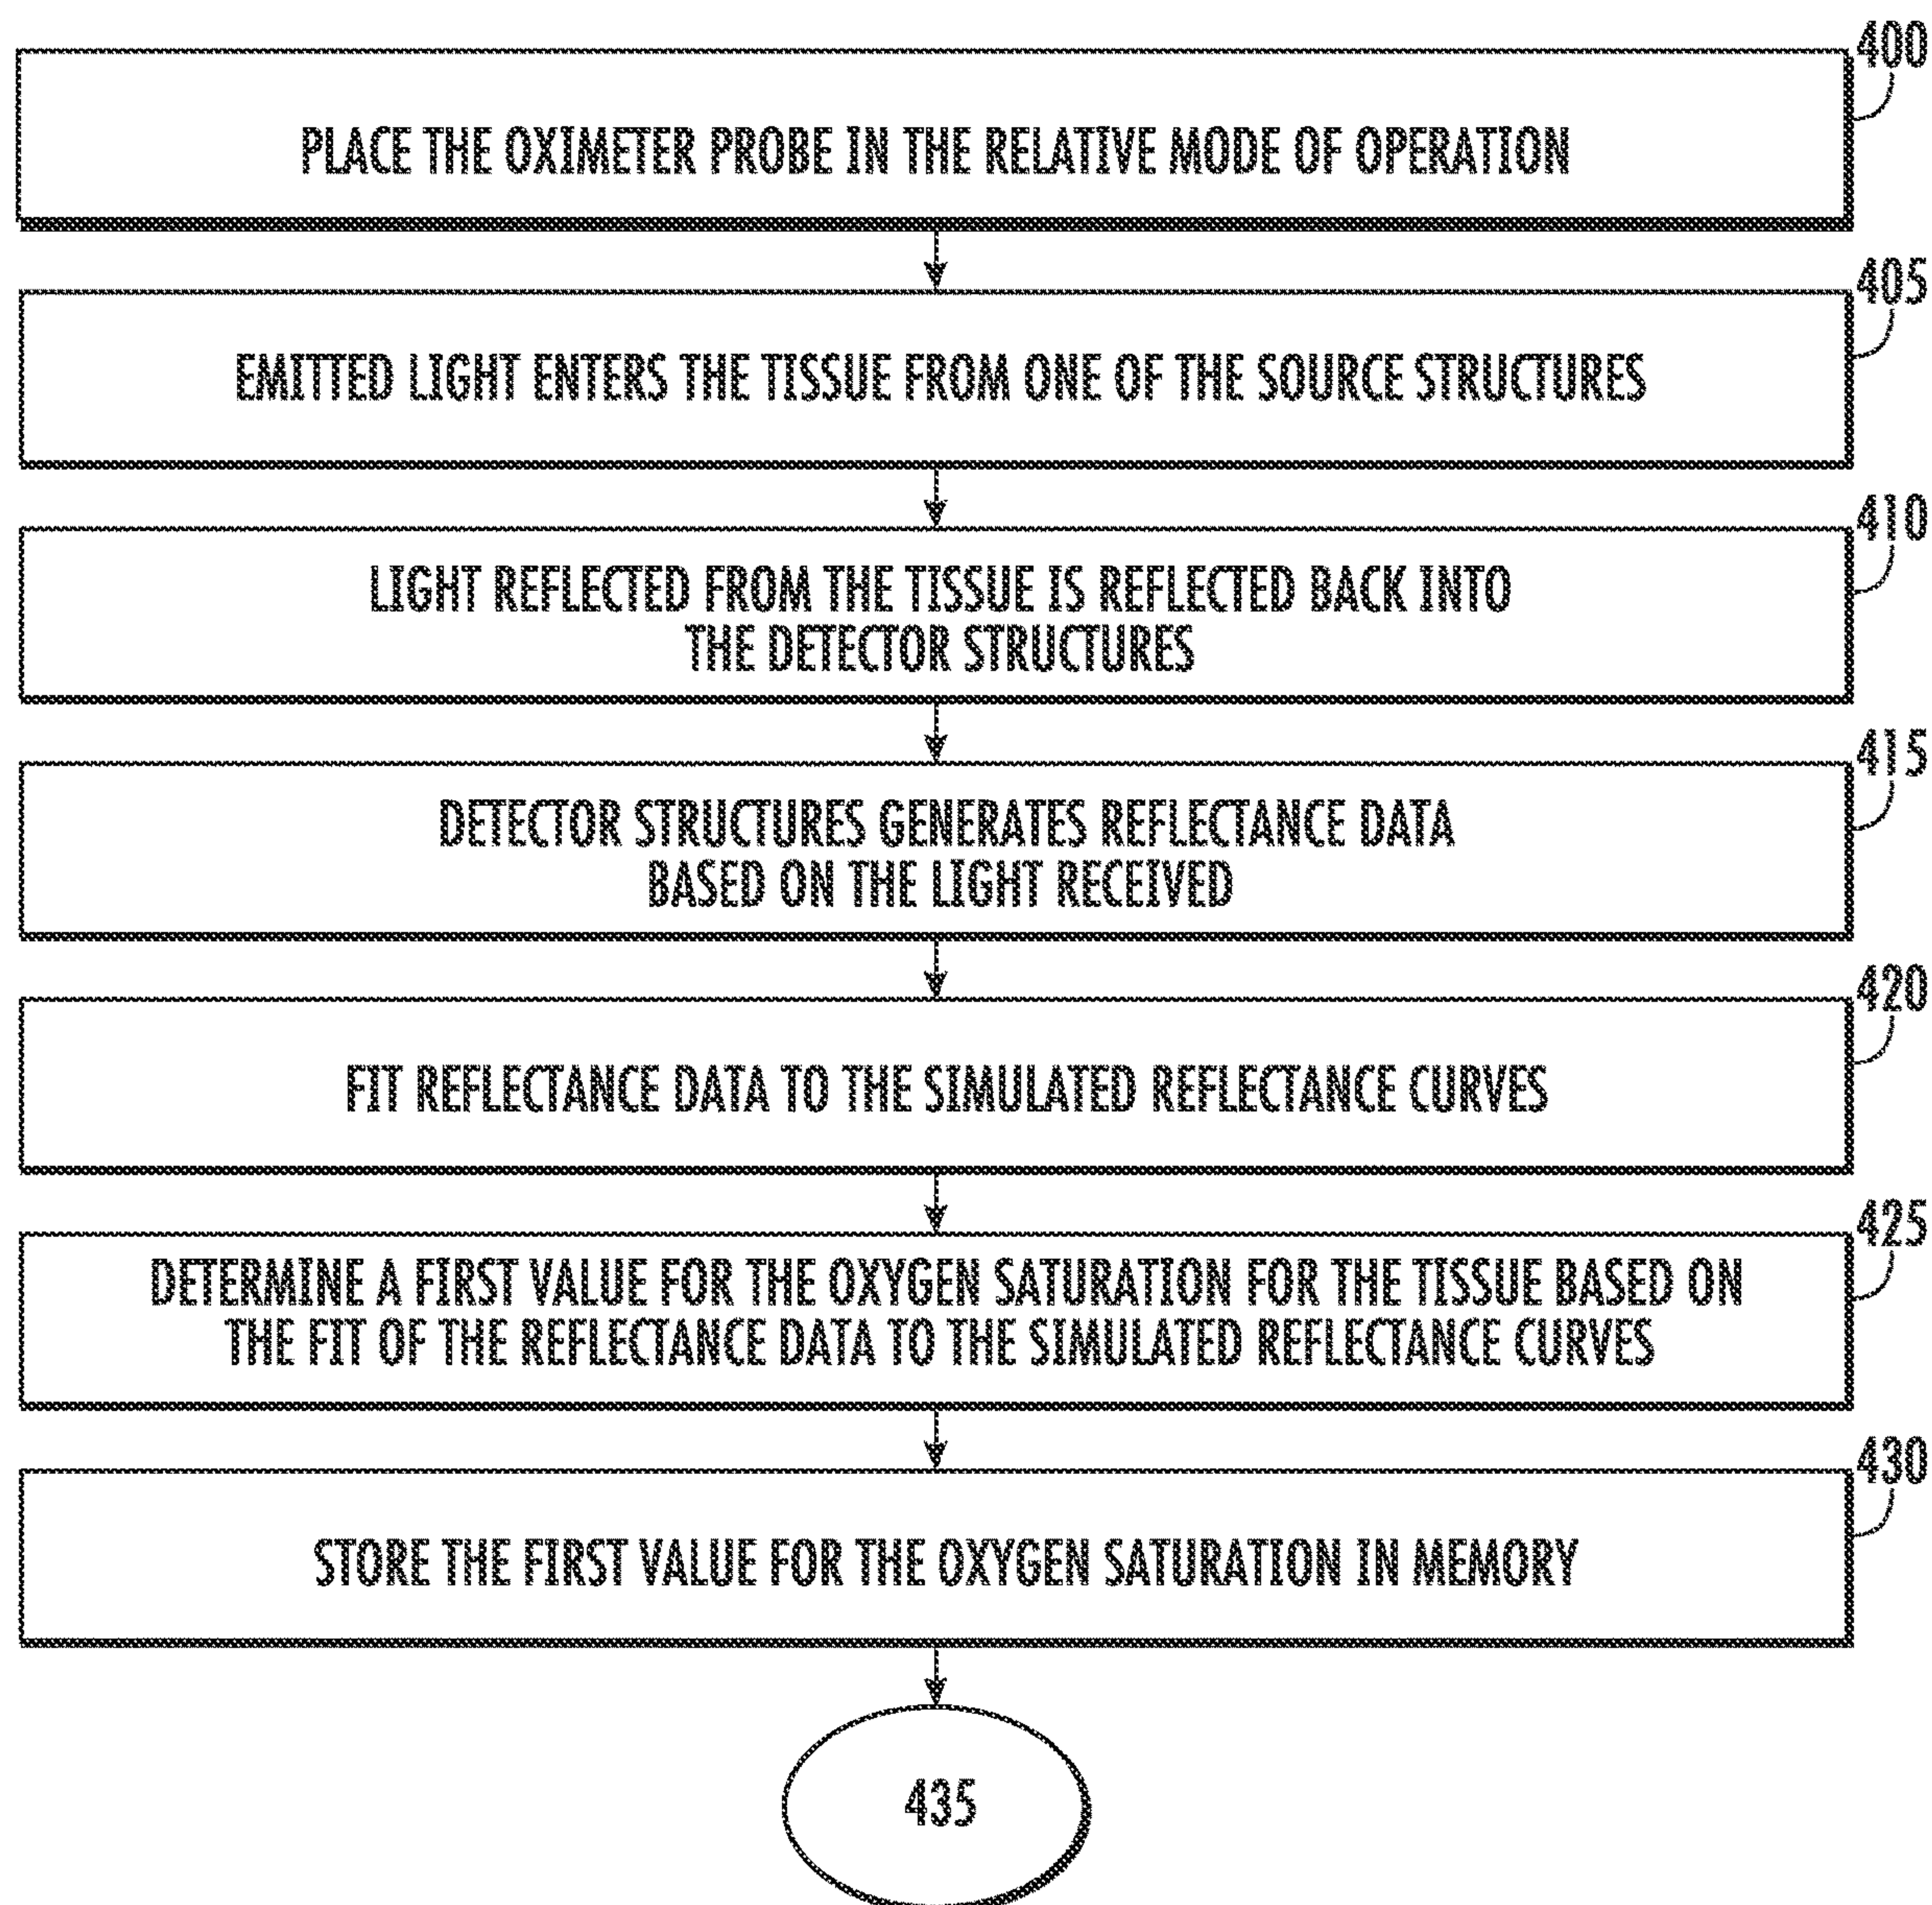 400
PLACE THE OXIMETER PROBE IN THE RELATIVE MODE OF OPERATION
405
EMITTED LIGHT ENTERS THE TISSUE FROM ONE OF THE SOURCE STRUCTURES
410
LIGHT REFLECTED FROM THE TISSUE IS REFLECTED BACK INTO
THE DETECTOR STRUCTURES
415
DETECTOR STRUCTURES GENERATES REFLECTANCE DATA
BASED ON THE LIGHT RECEIVED
420
FIT REFLECTANCE DATA TO THE SIMULATED REFLECTANCE CURVES
425
DETERMINE A FIRST VALUE FOR THE OXYGEN SATURATION FOR THE TISSUE BASED ON
THE FIT OF THE REFLECTANCE DATA TO THE SIMULATED REFLECTANCE CURVES
430
STORE THE FIRST VALUE FOR THE OXYGEN SATURATION IN MEMORY
435